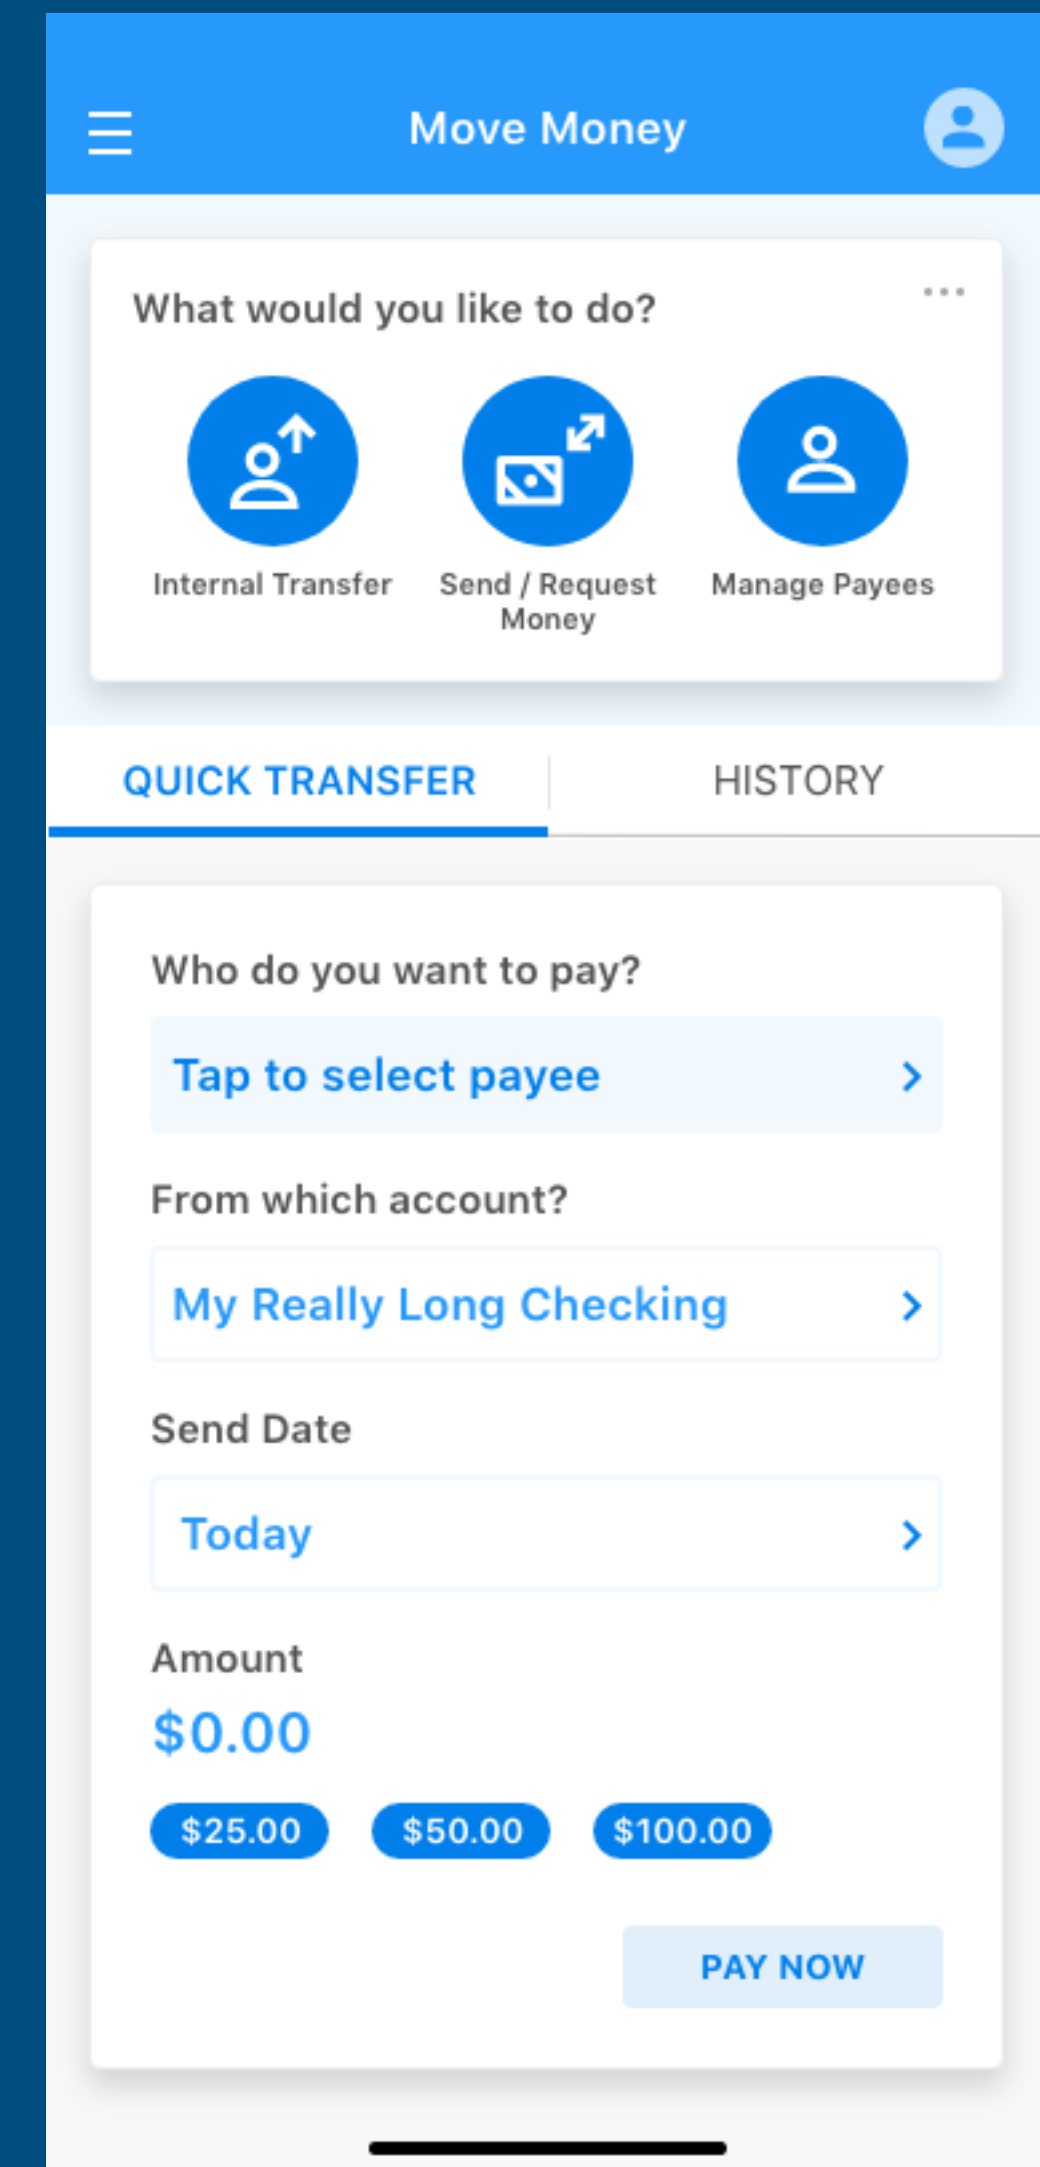 Move Money
What would you like to do?
Internal Transfer
Send / Request
Money
Manage Payees
QUICK TRANSFER
HISTORY
Who do you want to pay?
Tap to select payee
From which account?
My Really Long Checking
Send Date
Today
Amount
$0.00
$25.00
$50.00
$100.00
PAY NOW